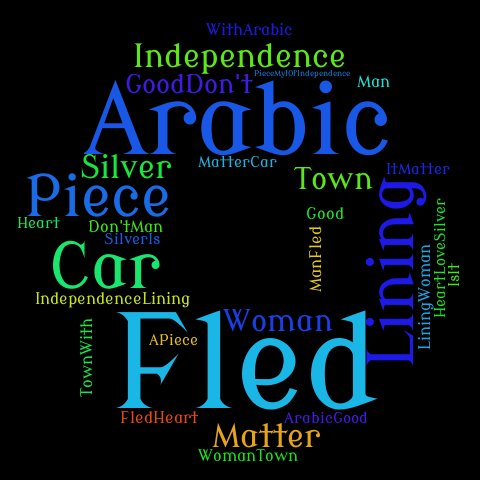 WithArabic
Independence
PieceMyIOfIndependence
GoodDon't
Man
Arabic
Silver
MatterCar
ItMatter
Town
Piece
Lining
Heart
Don'tMan
Good
SilverIs
HeartLoveSilver
Car
ManFled
LiningWoman
IsIt
IndependenceLining
Woman
Fled
TownWith
APiece
FledHeart
ArabicGood
Matter
WomanTown